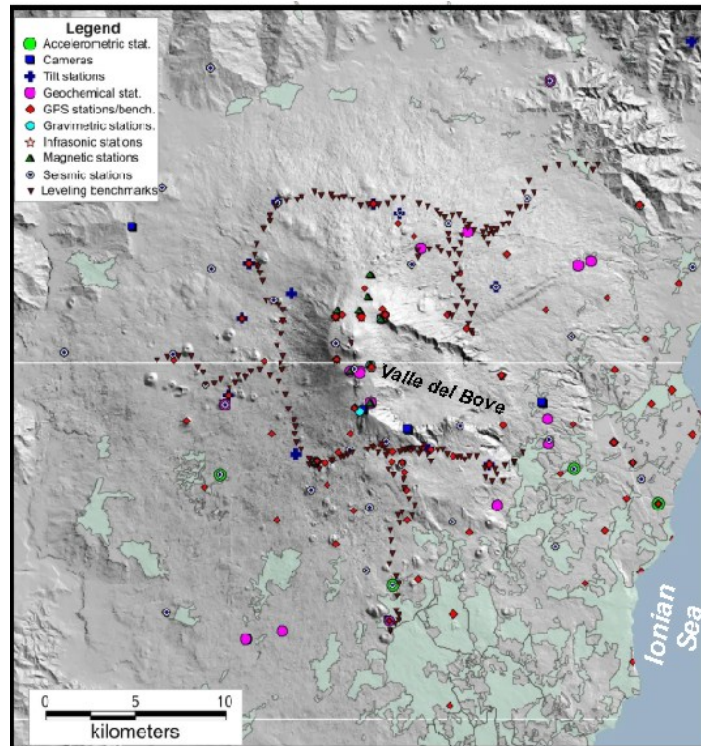 Legend
Accelerometric stat.
Cameras
Tilt stations
Geochemical stat.
GPS stations/bench.
Gravimetric stations.
Infrasonic stations
Magnetic stations
Seismic stations
Leveling benchmarks
Valle del Bove
Ionian
Sea
0 5 10
kilometers